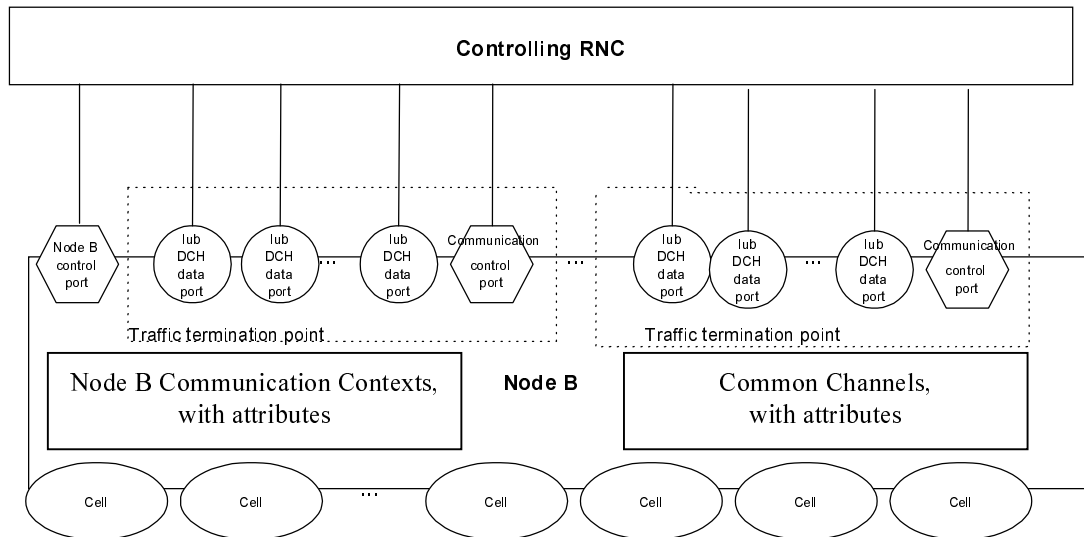 Controlling RNC
Node B
control
port
Iub
DCH
data
port
Iub
DCH
data
port
...
Iub
DCH
data
port
Communication
control
port
...
Iub
DCH
data
port
Iub
DCH
data
port
...
Iub
DCH
data
port
Communication
control
port
Traffic termination point
Traffic termination point
Node B Communication Contexts,
with attributes
Node B
Common Channels,
with attributes
Cell
Cell
...
Cell
Cell
Cell
Cell